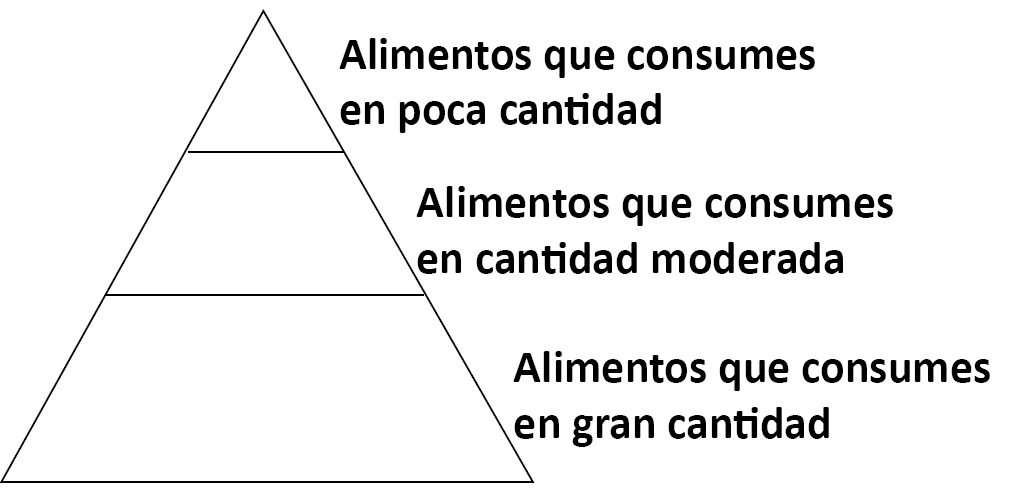 Alimentos que consumes
en poca cantidad
Alimentos que consumes
en cantidad moderada
Alimentos que consumes
en gran cantidad